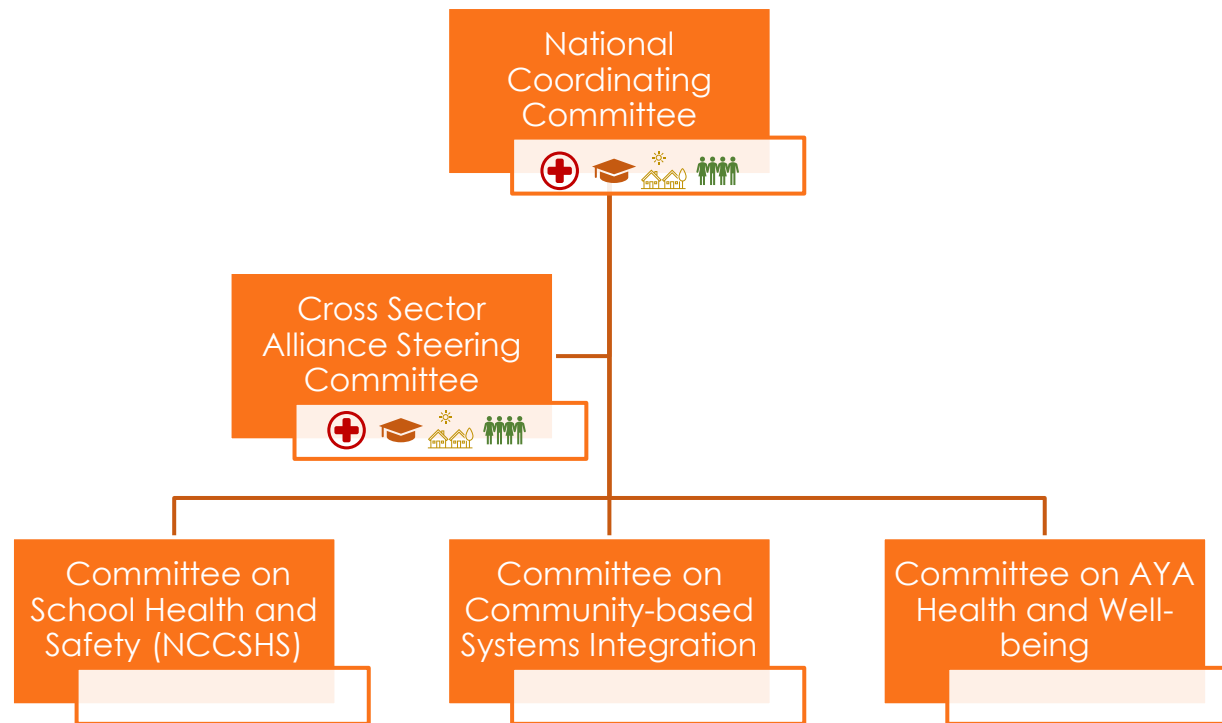 National
Coordinating
Committee
Cross Sector
Alliance Steering
Committee
Committee on
School Health and
Safety (NCCSHS)
Committee on
Community-based
Systems Integration
Committee on AYA
Health and Well-
being